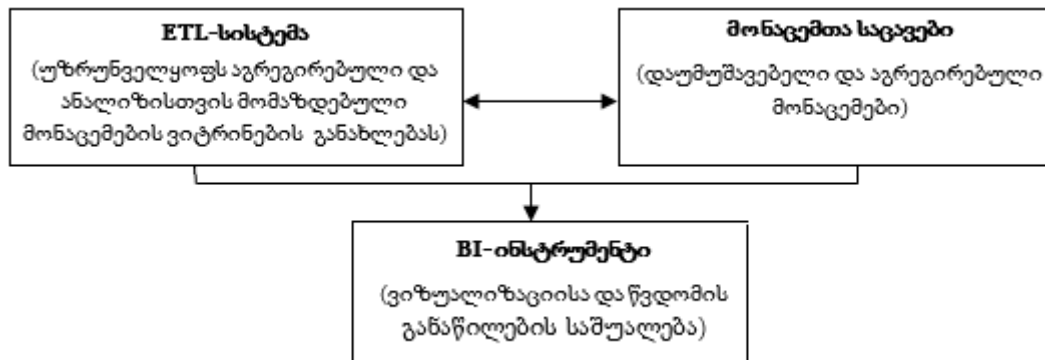 ETL-სისტემა
(უზრუნველყოფს აგრეგირებული და
ანალიზისთვის მომაზდებული
მონაცემების ვიტრინების განახლებას)
მონაცემთა საცავები
(დაუმუშავებელი და აგრეგირებული
მონაცემები)
BI-ინსტრუმენტი
(ვიზუალიზაციისა და წვდომის
განაწილების საშუალება)